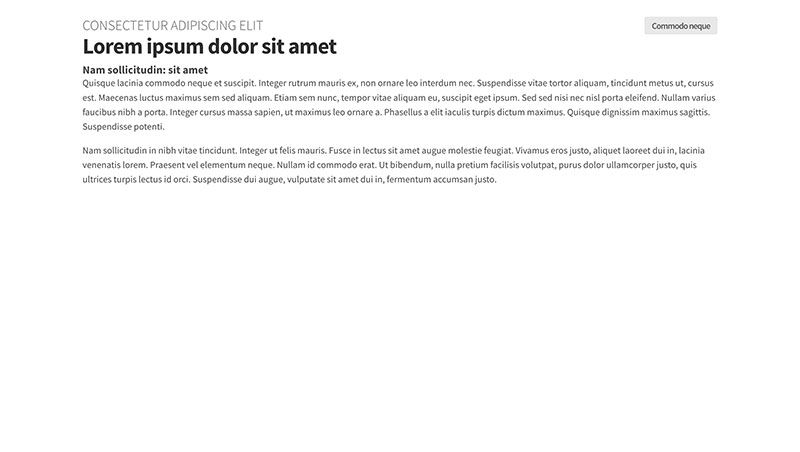 CONSECTETUR ADIPISCING ELIT
Commodo neque
Lorem ipsum dolor sit amet
Nam sollicitudin: sit amet
Quisque lacinia commodo neque et suscipit. Integer rutrum mauris ex, non ornare leo interdum nec. Suspendisse vitae tortor aliquam, tincidunt metus ut, cursus
est. Maecenas luctus maximus sem sed aliquam. Etiam sem nunc, tempor vitae aliquam eu, suscipit eget ipsum. Sed sed nisi nec nisl porta eleifend. Nullam varius
faucibus nibh a porta. Integer cursus massa sapien, ut maximus leo ornare a. Phasellus a elit iaculis turpis dictum maximus. Quisque dignissim maximus sagittis.
Suspendisse potenti.
Nam sollicitudin in nibh vitae tincidunt. Integer ut felis mauris. Fusce in lectus sit amet augue molestie feugiat. Vivamus eros justo, aliquet laoreet dui in, lacinia
venenatis lorem. Praesent vel elementum neque. Nullam id commodo erat. Ut bibendum, nulla pretium facilisis volutpat, purus dolor ullamcorper justo, quis
ultrices turpis lectus id orci. Suspendisse dui augue, vulputate sit amet dui in, fermentum accumsan justo.